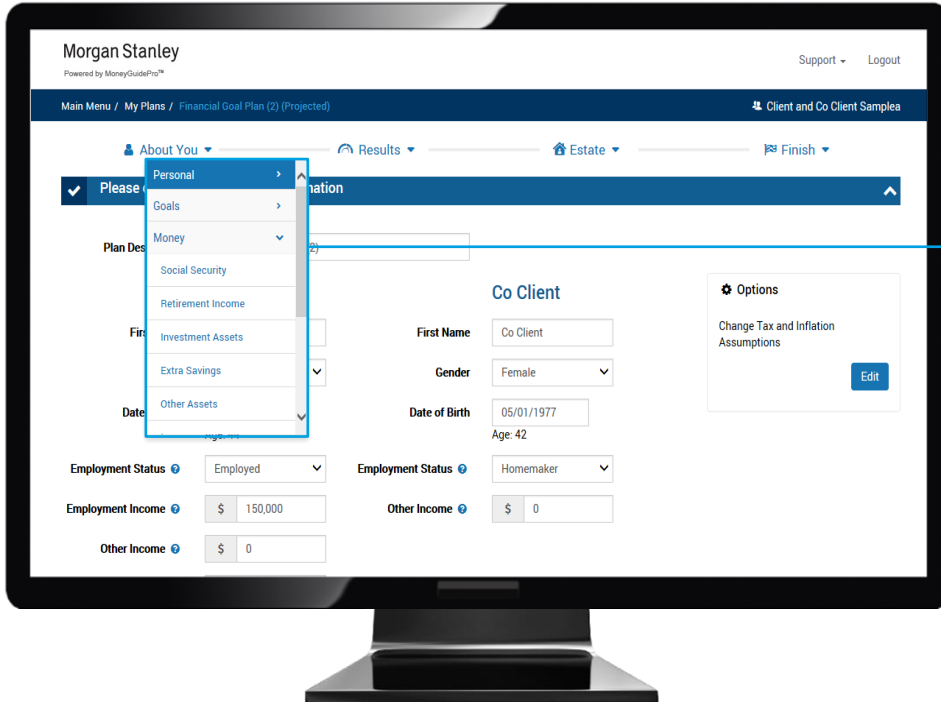 Morgan Stanley
Powered by MoneyGuidePro™
Support Logout
Main Menu / My Plans / Financial Goal Plan (2) (Projected) Client and Co Client Samplea
About You Results Estate Finish
Please
Personal
Goals
Money
Social Security
Retirement Income
Investment Assets
Extra Savings
Other Assets
Plan Des 2)
Co Client
First Name Co Client
Gender Female
Date Date of Birth 05/01/1977
Age: 42
Employment Status Employed Employment Status Homemaker
Employment Income $ 150,000 Other Income $ 0
Other Income $ 0
Options
Change Tax and Inflation
Assumptions
Edit